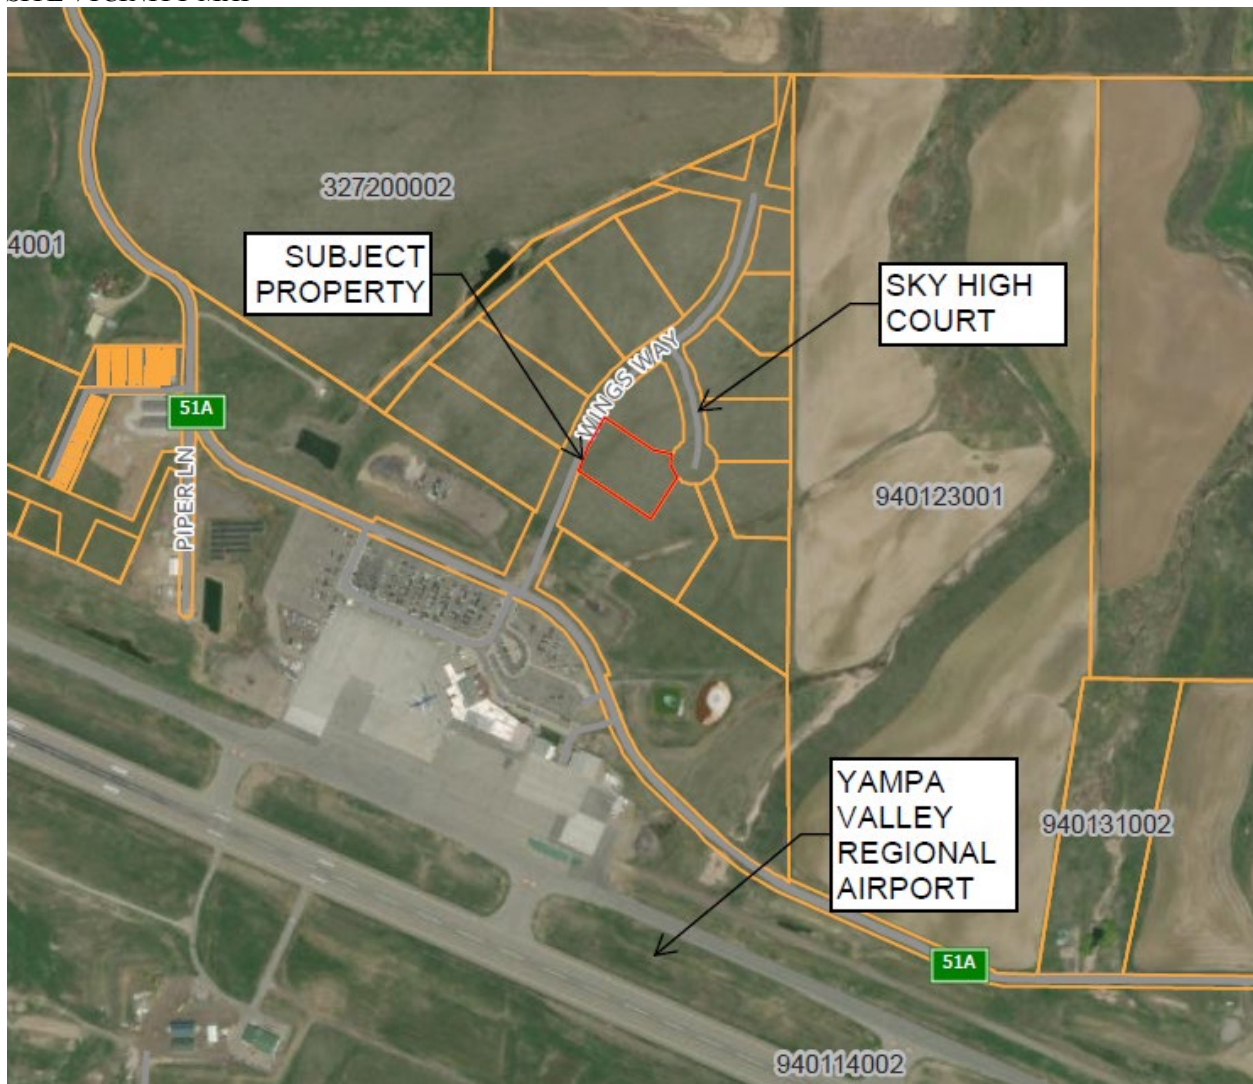 327200002
4001
SUBJECT
PROPERTY
SKY HIGH
COURT
WINGS WAY
51A
PIPER LN
940123001
YAMPA
VALLEY
REGIONAL
AIRPORT
940131002
51A
940114002